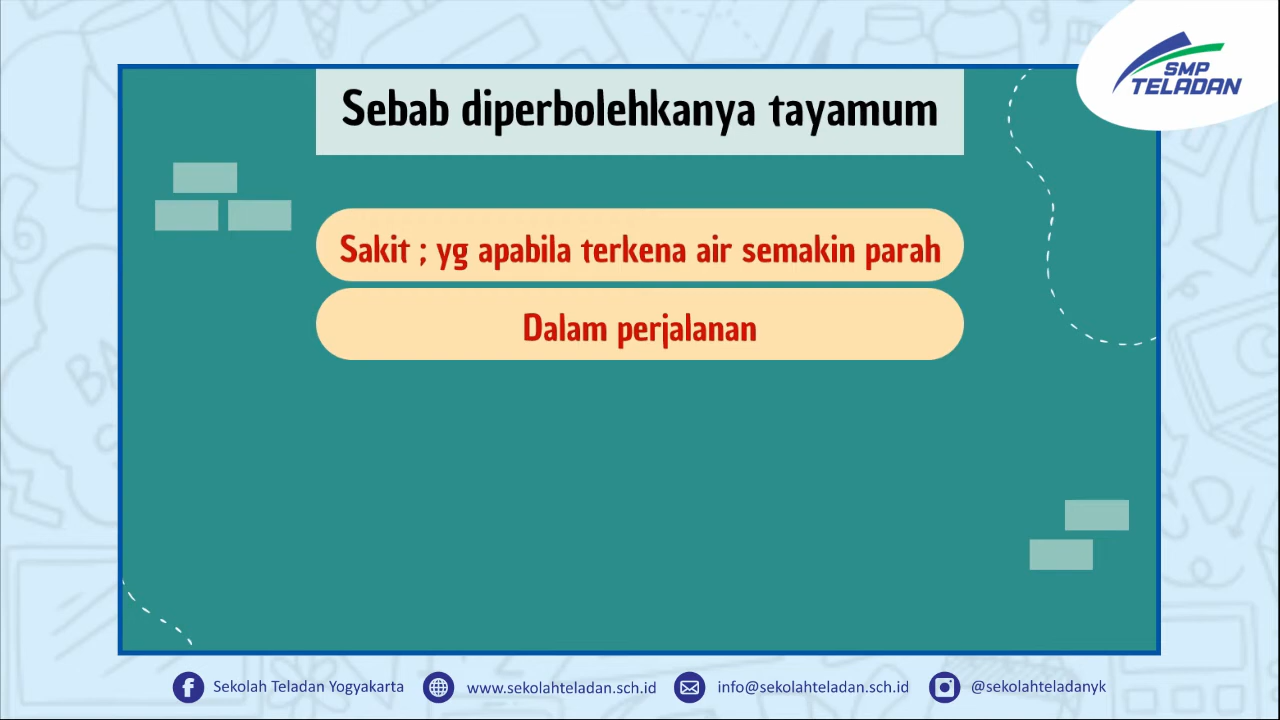 SMP
TELADAN
Sebab diperbolehkanya tayamum
Sakit ; yg apabila terkena air semakin parah
Dalam perjalanan
Sekolah Teladan Yogyakarta
www.sekolahteladan.sch.id
info@sekolahteladan.sch.id
@sekolahteladanyk